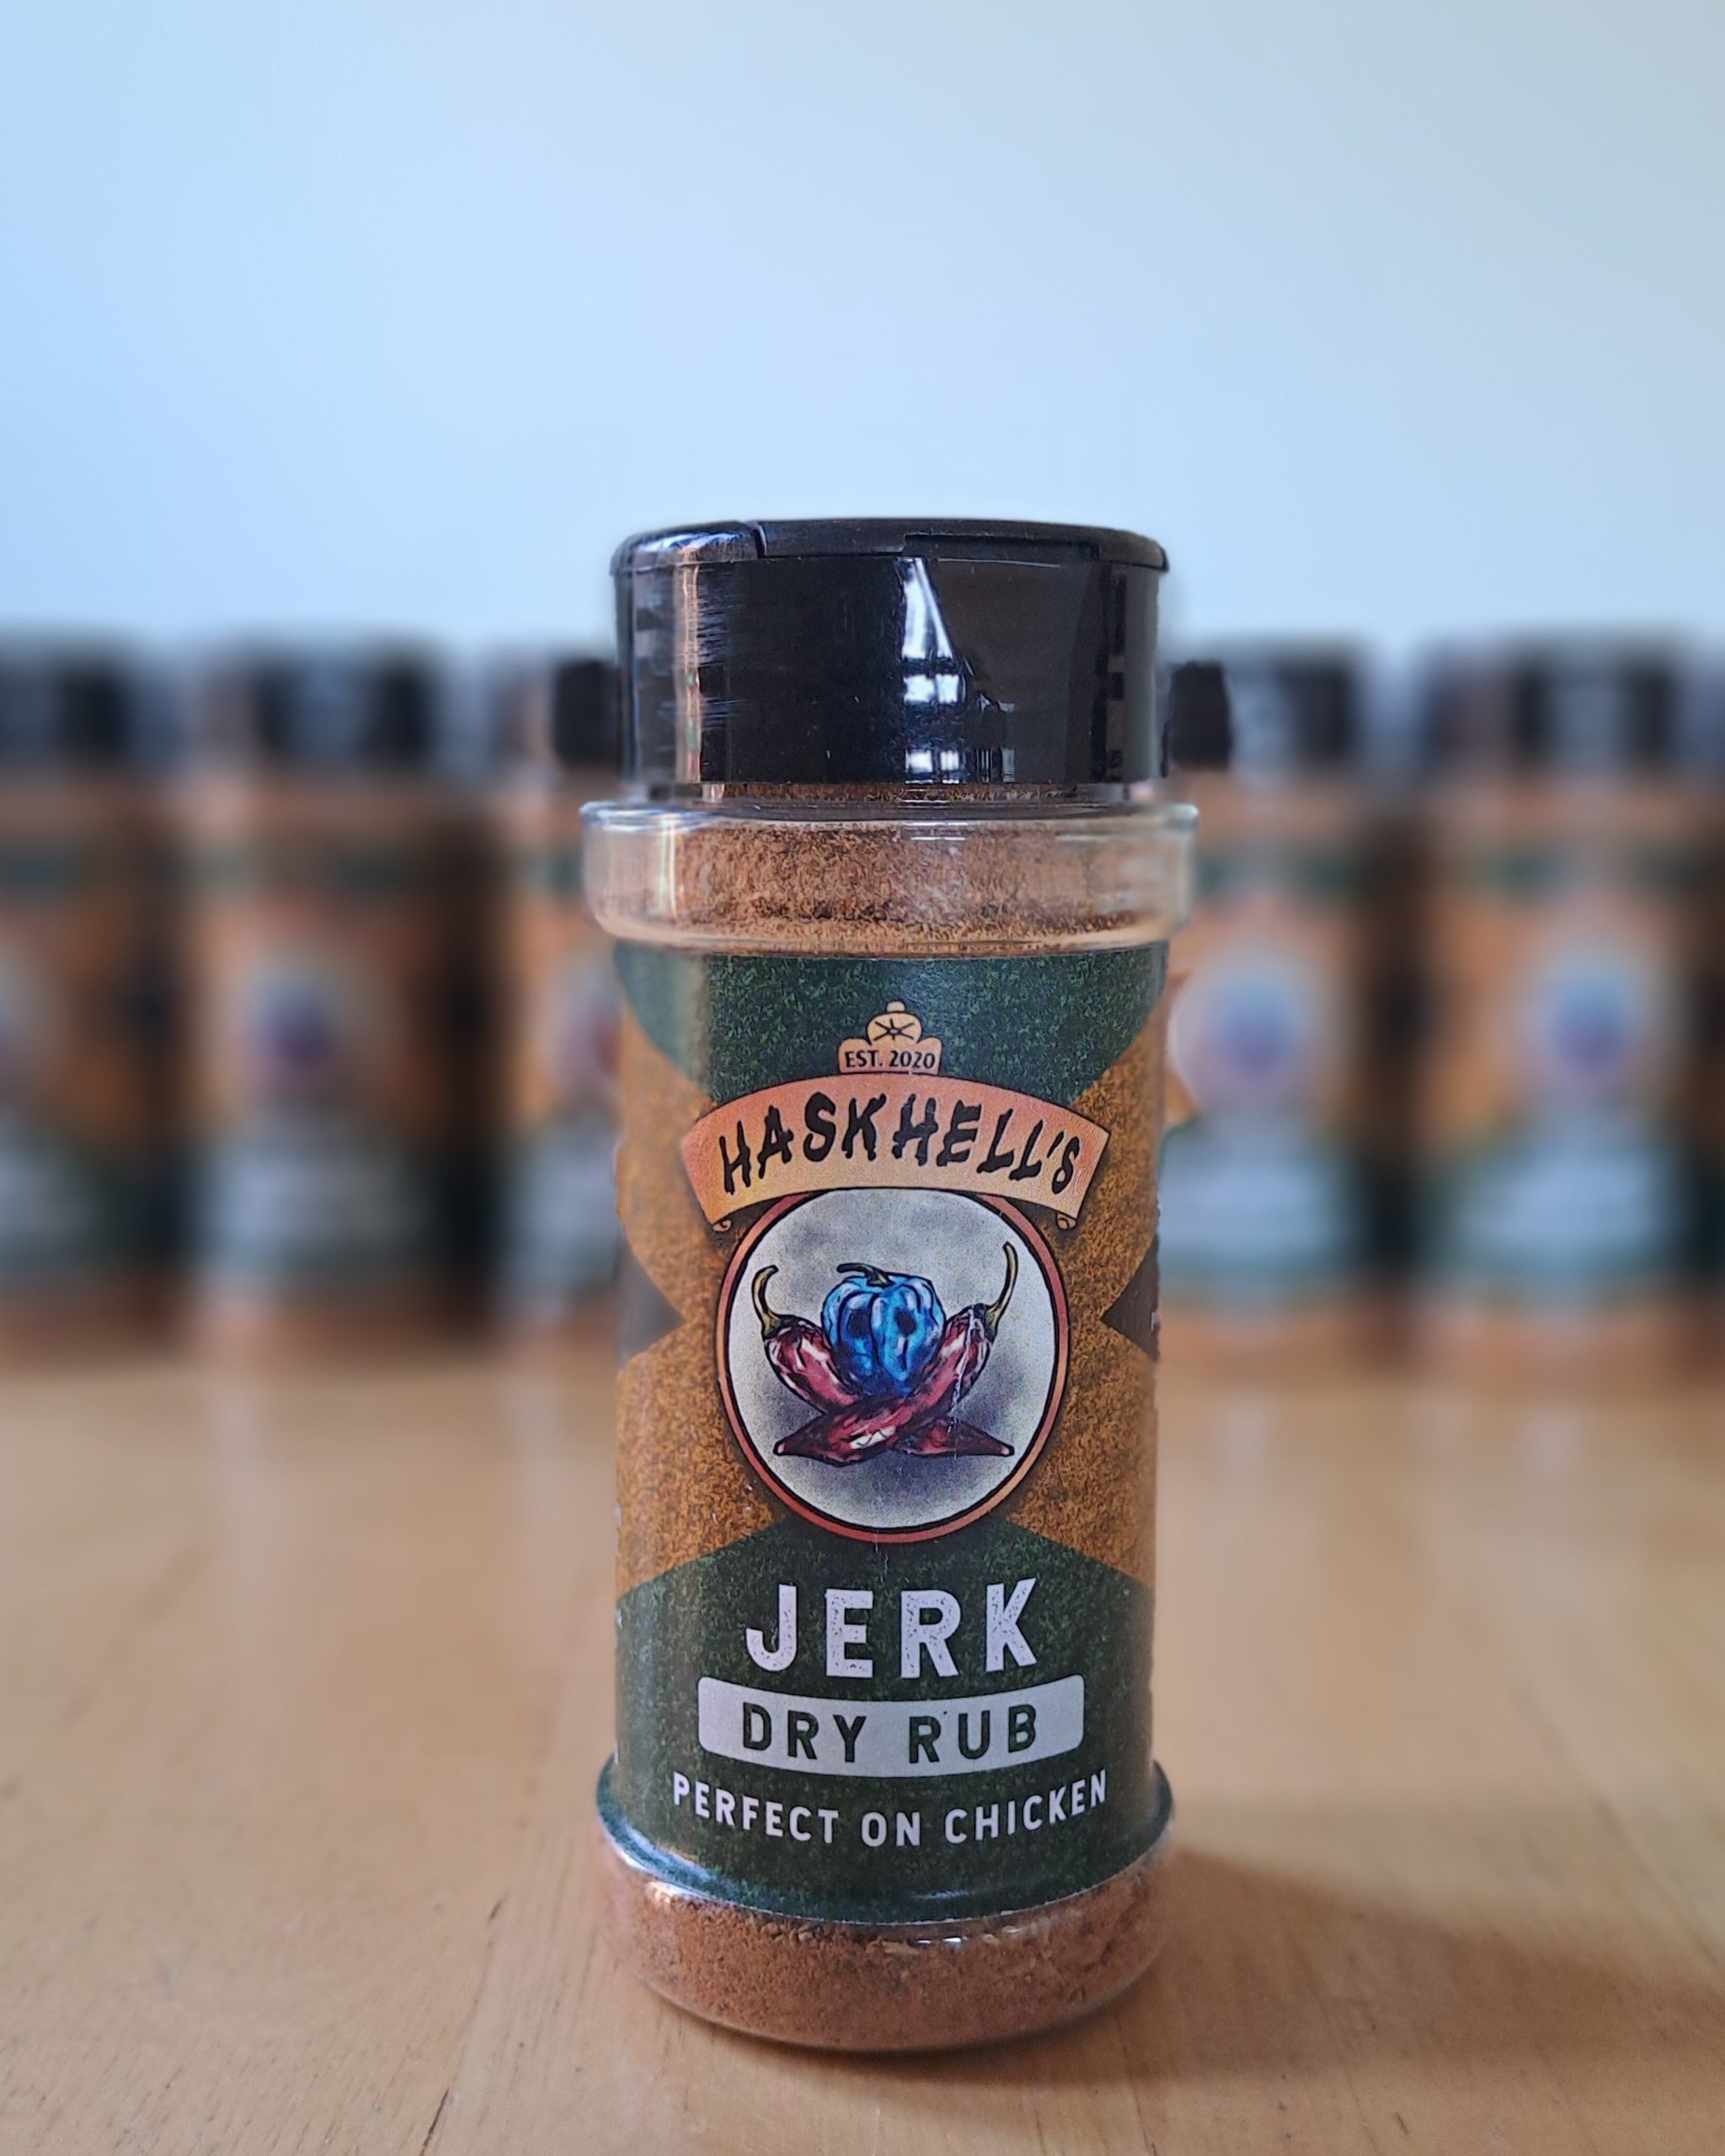 EST. 2020
HASKHELL'S
JERK
DRY RUB
PERFECT ON CHICKEN